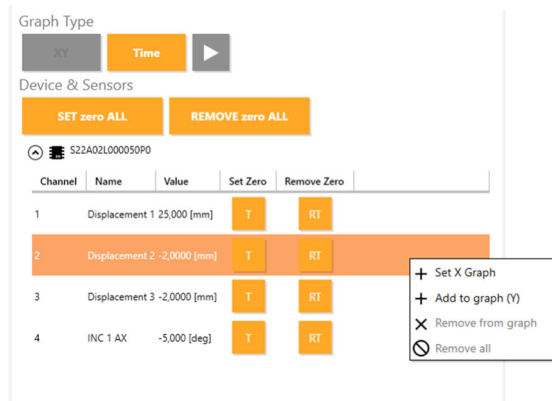 Graph Type
XY Time
Device & Sensors
SET zero ALL REMOVE zero ALL
S22A02L000050P0
Channel Name Value Set Zero Remove Zero
1 Displacement 1 25,000 [mm] T RT
2 Displacement 2 -2,0000 [mm] T RT
Set X Graph
Add to graph (Y)
3 Displacement 3 -2,0000 [mm] T RT
Remove from graph
4 INC 1 AX -5,000 [deg] T RT
Remove all